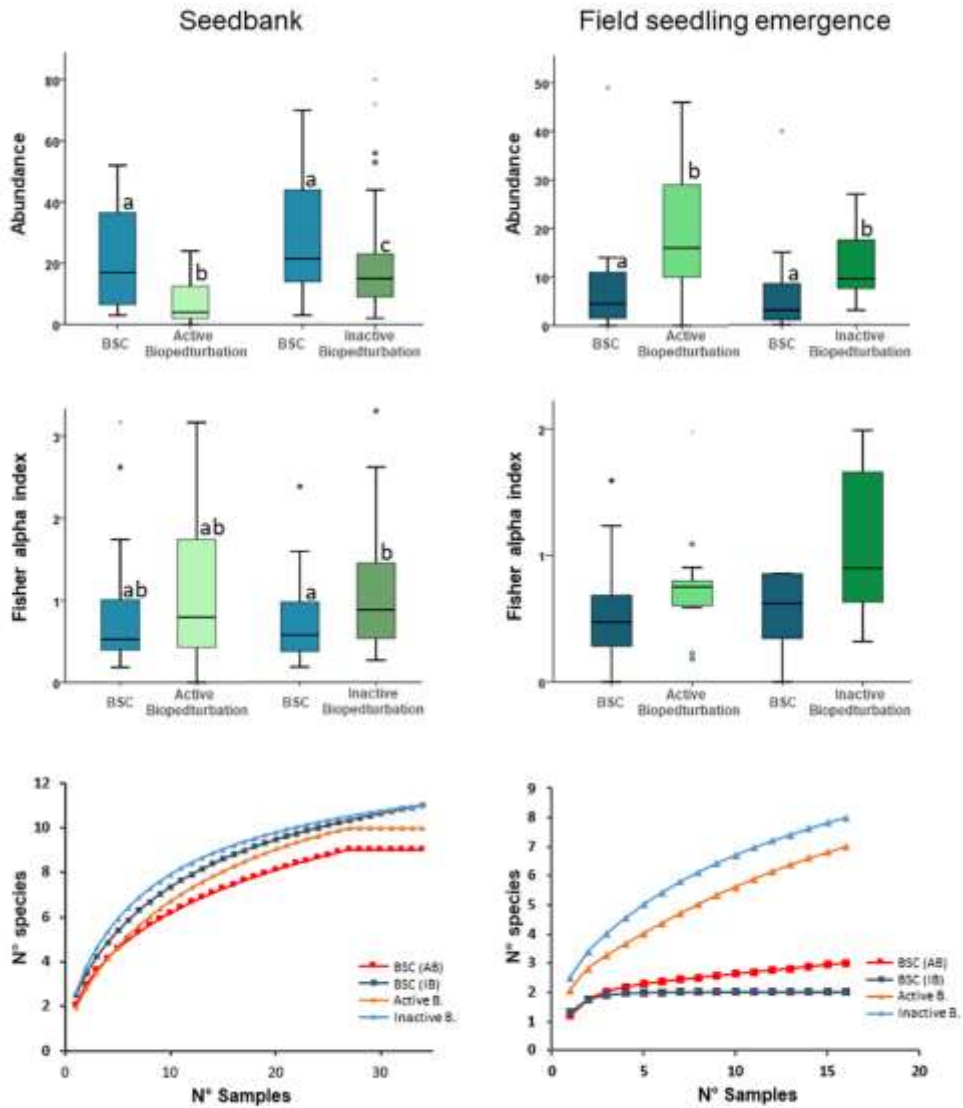 Seedbank
Field seedling emergence
Abundance
80
60
40
20
0
a
b
a
c
BSC
Active
Biopedturbation
BSC
Inactive
Biopedturbation
Abundance
50
40
30
20
10
0
a
b
a
b
BSC
Active
Biopedturbation
BSC
Inactive
Biopedturbation
Fisher alpha index
3
2
1
0
ab
ab
a
b
BSC
Active
Biopedturbation
BSC
Inactive
Biopedturbation
Fisher alpha index
2
1
0
BSC
Active
Biopedturbation
BSC
Inactive
Biopedturbation
N° species
12
10
8
6
4
2
0
0 10 20 30
N° Samples
BSC (AB)
BSC (IB)
Active B.
Inactive B.
N° species
9
8
7
6
5
4
3
2
1
0
0 5 10 15 20
N° Samples
BSC (AB)
BSC (IB)
Active B.
Inactive B.